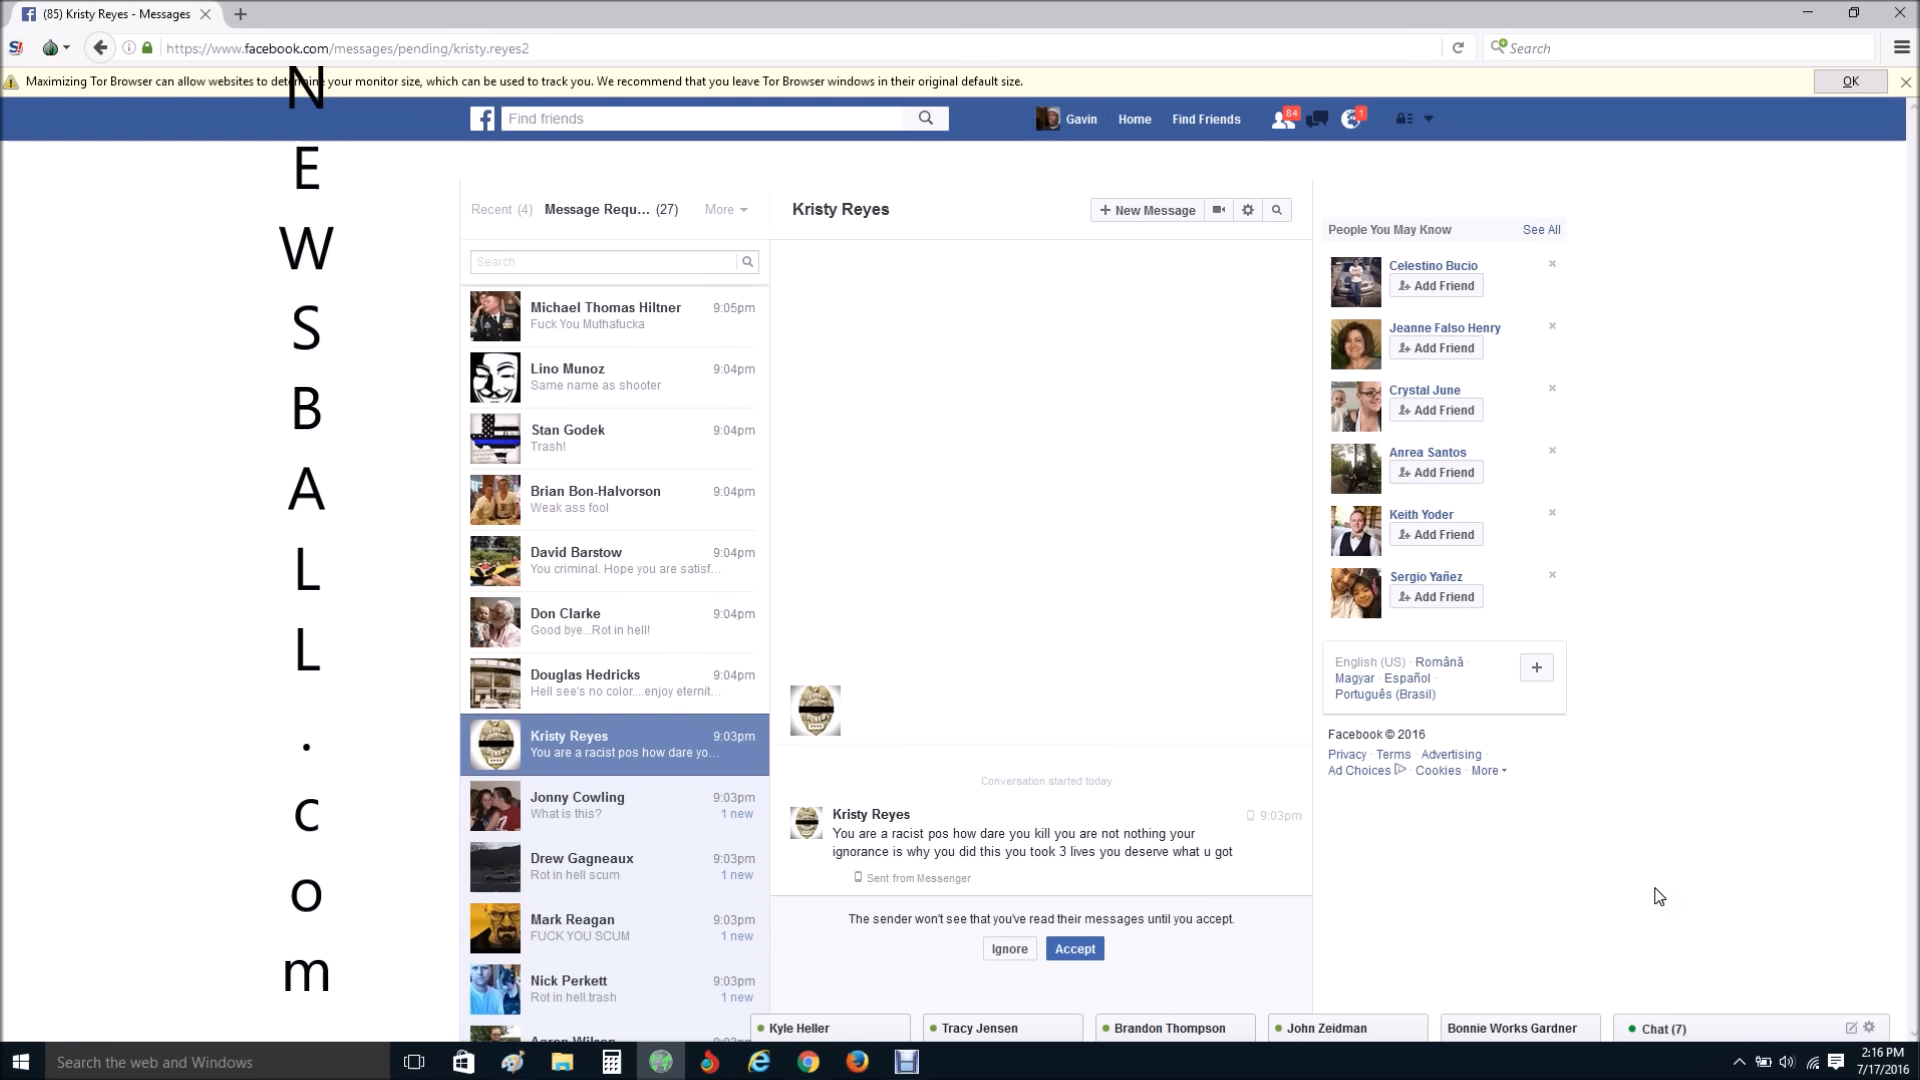 (85) Kristy Reyes - Messages
https://www.facebook.com/messages/pending/kristy.reyes2
Search
Maximizing Tor Browser can allow websites to determine your monitor size, which can be used to track you. We recommend that you leave Tor Browser windows in their original default size.
OK
NEWSBALL.com
Find friends
Gavin
Home
Find Friends
84
1
Recent (4)
Message Requ... (27)
More
Kristy Reyes
+ New Message
Search
Michael Thomas Hiltner 9:05pm
Fuck You Muthafucka
Lino Munoz 9:04pm
Same name as shooter
Stan Godek 9:04pm
Trash!
Brian Bon-Halvorson 9:04pm
Weak ass fool
David Barstow 9:04pm
You criminal. Hope you are satisf...
Don Clarke 9:04pm
Good bye...Rot in hell!
Douglas Hedricks 9:04pm
Hell see's no color....enjoy eternit...
Kristy Reyes 9:03pm
You are a racist pos how dare yo...
Jonny Cowling 9:03pm
What is this? 1 new
Drew Gagneaux 9:03pm
Rot in hell scum 1 new
Mark Reagan 9:03pm
FUCK YOU SCUM 1 new
Nick Perkett 9:03pm
Rot in hell.trash 1 new
Aaron Wilson
Conversation started today
Kristy Reyes 9:03pm
You are a racist pos how dare you kill you are not nothing your
ignorance is why you did this you took 3 lives you deserve what u got
Sent from Messenger
The sender won't see that you've read their messages until you accept.
Ignore
Accept
People You May Know
See All
Celestino Bucio
Add Friend
Jeanne Falso Henry
Add Friend
Crystal June
Add Friend
Anrea Santos
Add Friend
Keith Yoder
Add Friend
Sergio Yañez
Add Friend
English (US) · Română ·
Magyar · Español ·
Português (Brasil)
Facebook © 2016
Privacy · Terms · Advertising ·
Ad Choices · Cookies · More
Kyle Heller
Tracy Jensen
Brandon Thompson
John Zeidman
Bonnie Works Gardner
Chat (7)
Search the web and Windows
2:16 PM
7/17/2016